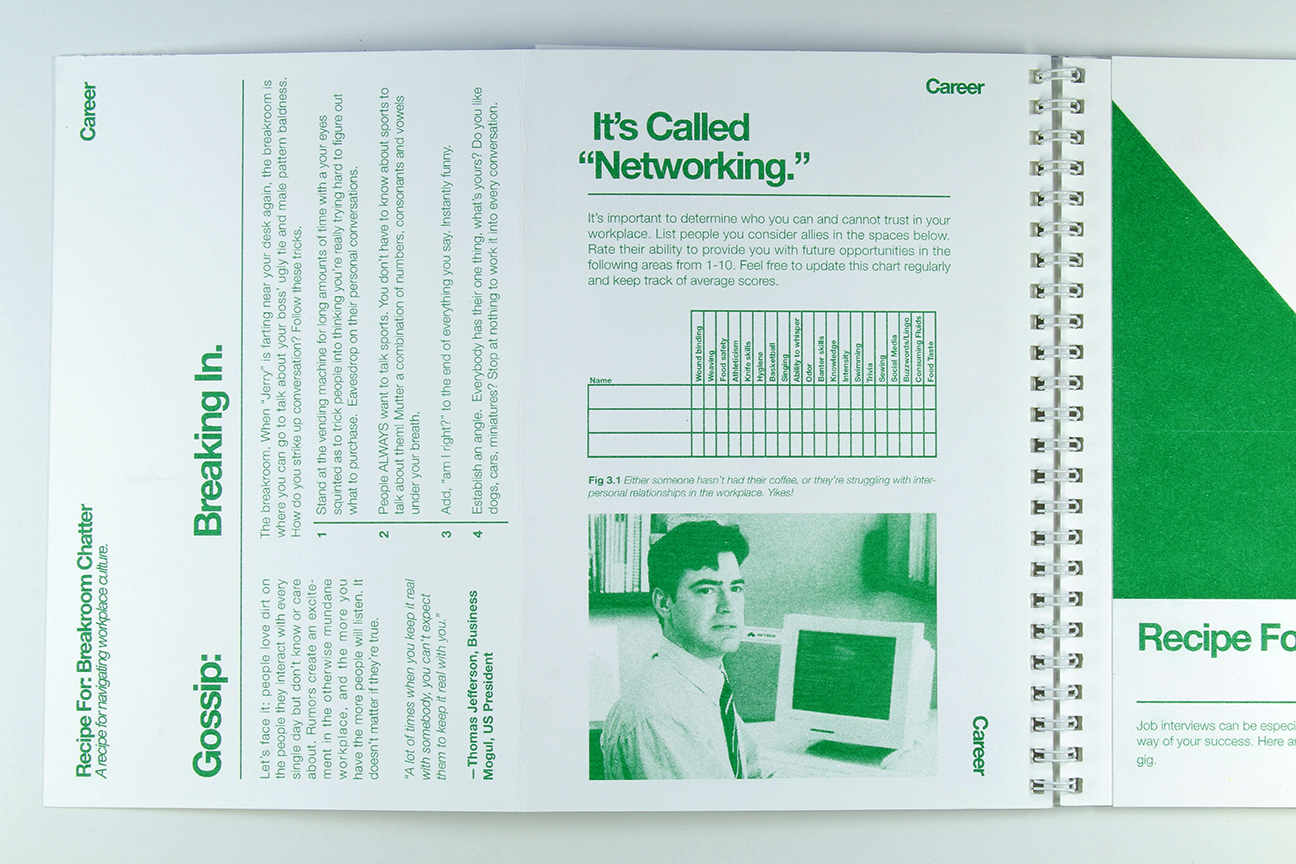 Career
Recipe For: Breakroom Chatter
A recipe for navigating workplace culture.
Gossip:
Let's face it: people love dirt on
the people they interact with every
single day but don't know or care
about. Rumors create an excite-
ment in the otherwise mundane
workplace, and the more you
have the more people will listen. It
doesn't matter if they're true.
"A lot of times when you keep it real
with somebody, you can't expect
them to keep it real with you."
—Thomas Jefferson, Business
Mogul, US President
Breaking In.
The breakroom. When "Jerry" is farting near your desk again, the breakroom is
where you can go to talk about your boss' ugly tie and male pattern baldness.
How do you strike up conversation? Follow these tricks.
1 Stand at the vending machine for long amounts of time with a your eyes
squinted as to trick people into thinking you're really trying hard to figure out
what to purchase. Eavesdrop on their personal conversations.
2 People ALWAYS want to talk sports. You don't have to know about sports to
talk about them! Mutter a combination of numbers, consonants and vowels
under your breath.
3 Add, "am I right?" to the end of everything you say. Instantly funny.
4 Establish an angle. Everybody has their one thing, what's yours? Do you like
dogs, cars, miniatures? Stop at nothing to work it into every conversation.
Career
It's Called
"Networking."
It's important to determine who you can and cannot trust in your
workplace. List people you consider allies in the spaces below.
Rate their ability to provide you with future opportunities in the
following areas from 1-10. Feel free to update this chart regularly
and keep track of average scores.
Name
Wound binding
Weaving
Food safety
Athleticism
Knife skills
Hygiene
Basketball
Singing
Ability to whisper
Odor
Banter skills
Knowledge
Intensity
Swimming
Trivia
Sewing
Social Media
Buzzwords/Lingo
Consuming Fluids
Food Taste
Fig 3.1 Either someone hasn't had their coffee, or they're struggling with inter-
personal relationships in the workplace. Yikes!
Career
Recipe Fo
Job interviews can be especi
way of your success. Here ar
gig.